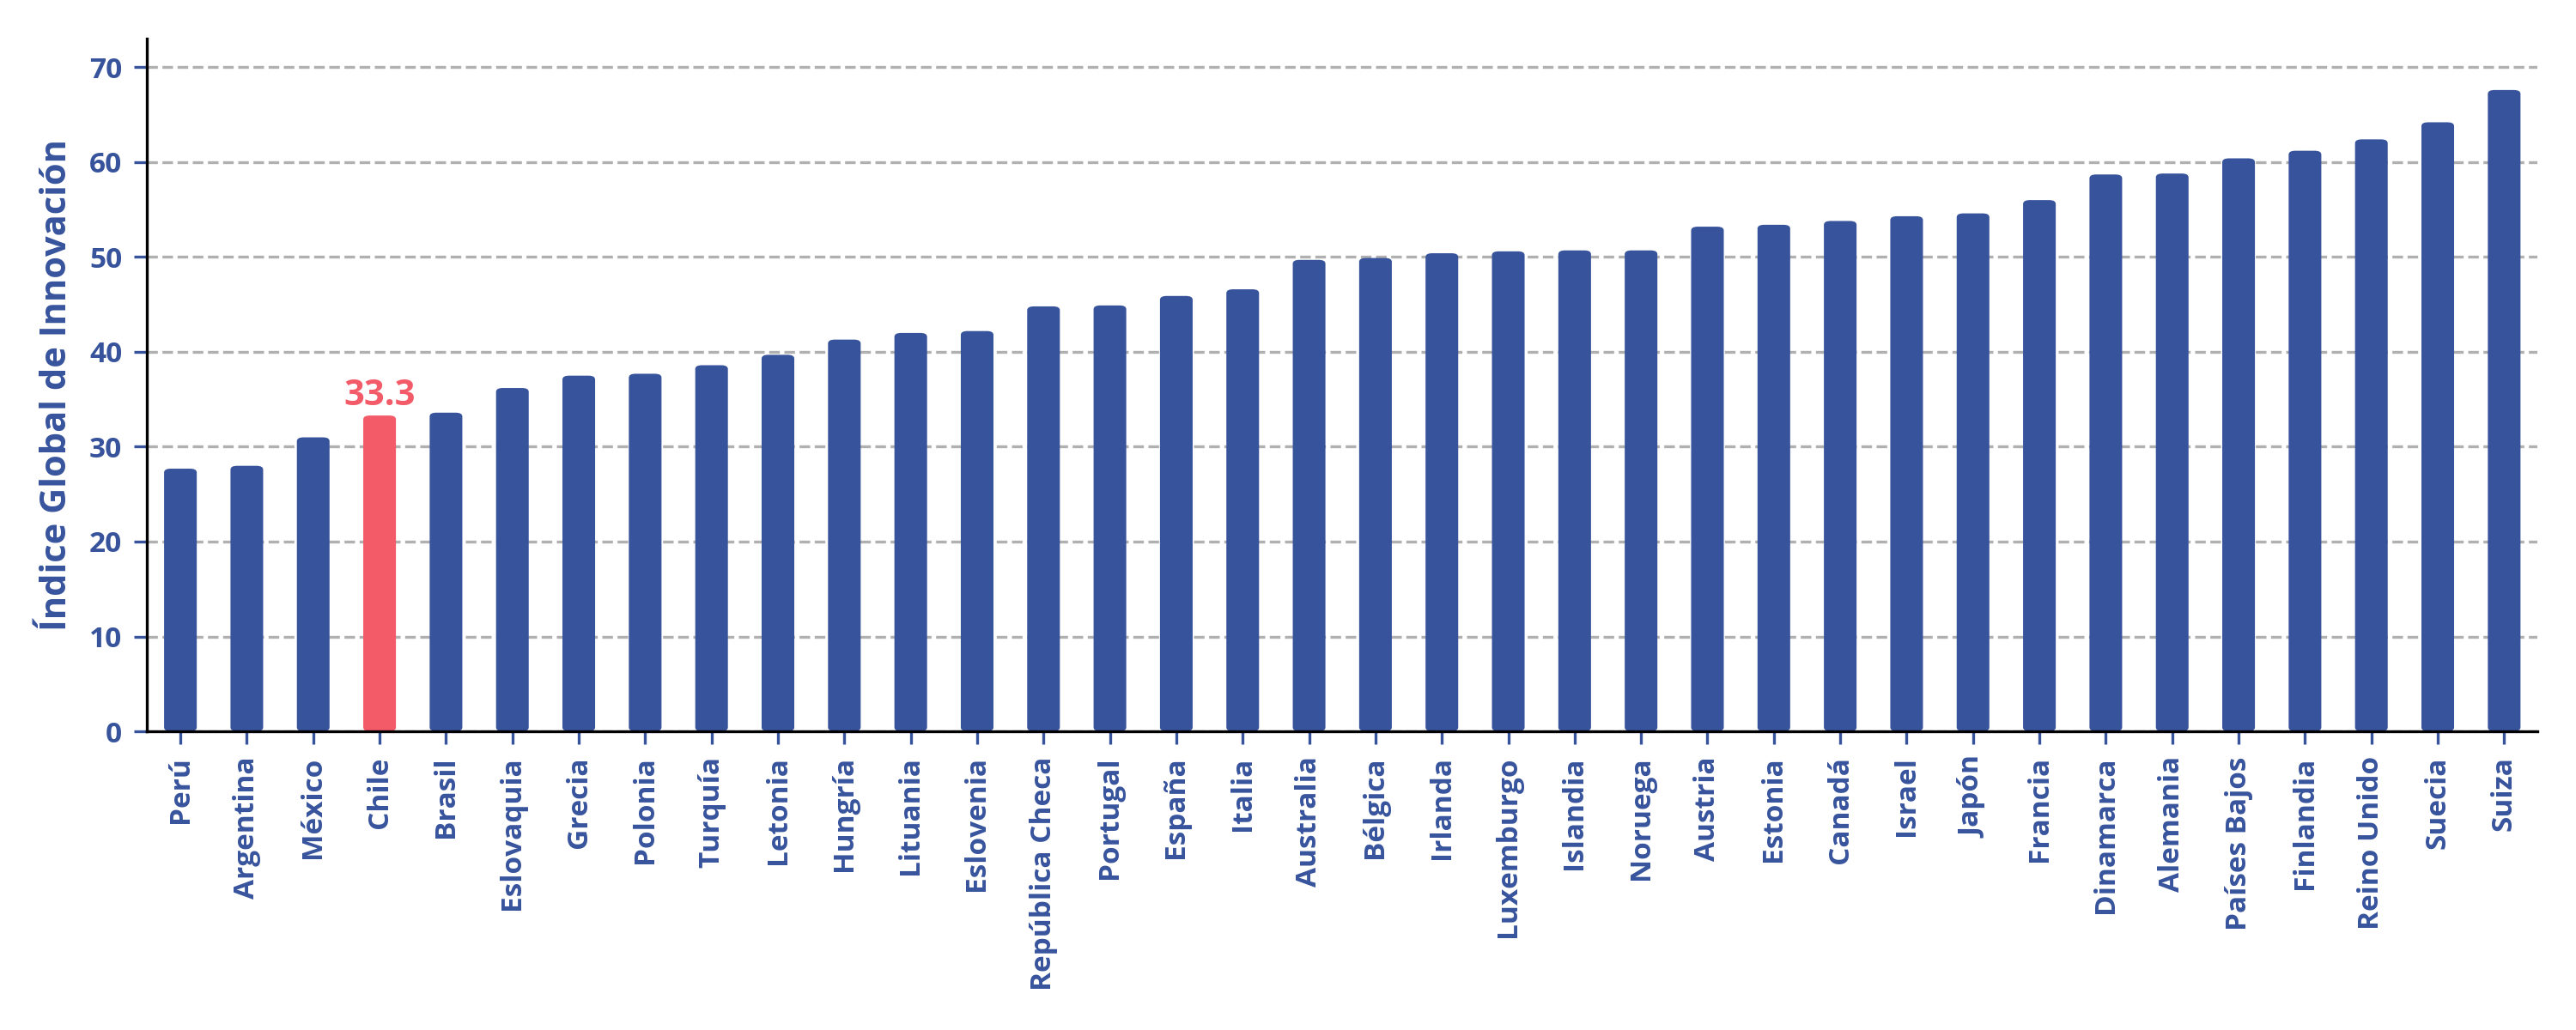 Índice Global de Innovación
70
60
50
40
30
20
10
0
33.3
Perú
Argentina
México
Chile
Brasil
Eslovaquia
Grecia
Polonia
Turquía
Letonia
Hungría
Lituania
Eslovenia
República Checa
Portugal
España
Italia
Australia
Bélgica
Irlanda
Luxemburgo
Islandia
Noruega
Austria
Estonia
Canadá
Israel
Japón
Francia
Dinamarca
Alemania
Países Bajos
Finlandia
Reino Unido
Suecia
Suiza